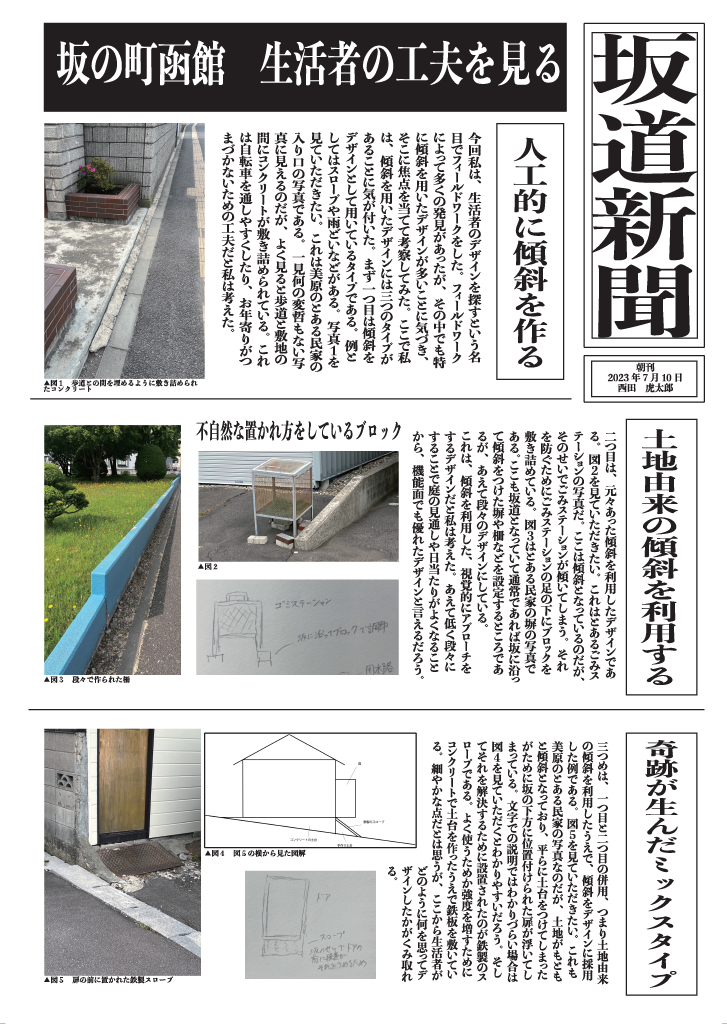 坂道新聞
朝刊
2023年7月10日
西田　虎太郎
坂の町函館　生活者の工夫を見る
人工的に傾斜を作る
今回私は、生活者のデザインを探すという名
目でフィールドワークをした。フィールドワーク
によって多くの発見があったが、その中でも特
に傾斜を用いたデザインが多いことに気づき、
そこに焦点を当てて考察してみた。ここで私
は、傾斜を用いたデザインには三つのタイプが
あることに気が付いた。まず一つ目は傾斜を
デザインとして用いているタイプである。例と
してはスロープや雨どいなどがある。写真１を
見ていただきたい。これは美原のとある民家の
入り口の写真である。一見何の変哲もない写
真に見えるのだが、よく見ると歩道と敷地の
間にコンクリートが敷き詰められている。これ
は自転車を通しやすくしたり、お年寄りがつ
まづかないための工夫だと私は考えた。
▲図１　歩道との間を埋めるように敷き詰められ
たコンクリート
土地由来の傾斜を利用する
二つ目は、元々あった傾斜を利用したデザインであ
る。図２を見ていただきたい。これはとあるごみス
テーションの写真だ。ここは傾斜となっているのだが、
そのせいでごみステーションが傾いてしまう。それ
を防ぐためにごみステーションの足の下にブロックを
敷き詰めている。図３はとある民家の塀の写真で
ある。ここも坂道となっていて通常であれば坂に沿っ
て傾斜をつけた塀や柵などを設定するところであ
るが、あえて段々のデザインにしている。
これは、傾斜を利用した、視覚的にアプローチを
するデザインだと私は考えた。あえて低く段々に
することで庭の見通しや日当たりがよくなること
から、機能面でも優れたデザインと言えるだろう。
不自然な置かれ方をしているブロック
▲図２
ゴミステーション
坂に沿ってブロックで調節
▲図３　段々で作られた柵
奇跡が生んだミックスタイプ
三つめは、一つ目と二つ目の併用、つまり土地由来
の傾斜を利用したうえで、傾斜をデザインに採用
した例である。図５を見ていただきたい。これも
美原のとある民家の写真なのだが、土地がもとも
と傾斜となっており、平らに土台をつけてしまった
がために坂の下方に位置付けられた扉が浮いてし
まっている。文字での説明ではわかりづらい場合は
図４を見ていただくとわかりやすいだろう。そし
てそれを解決するために設置されたのが鉄製のス
ロープである。よく使うためか強度を増すために
コンクリートで土台を作ったうえで鉄板を敷いてい
る。細やかな点だとは思うが、ここから生活者が
どのように何を思ってデ
ザインしたかがくみ取れ
る。
扉
鉄製のスロープ
コンクリートの土台
▲図４　図５の横から見た図解
ドア
スロープ
▲図５　扉の前に置かれた鉄製スロープ